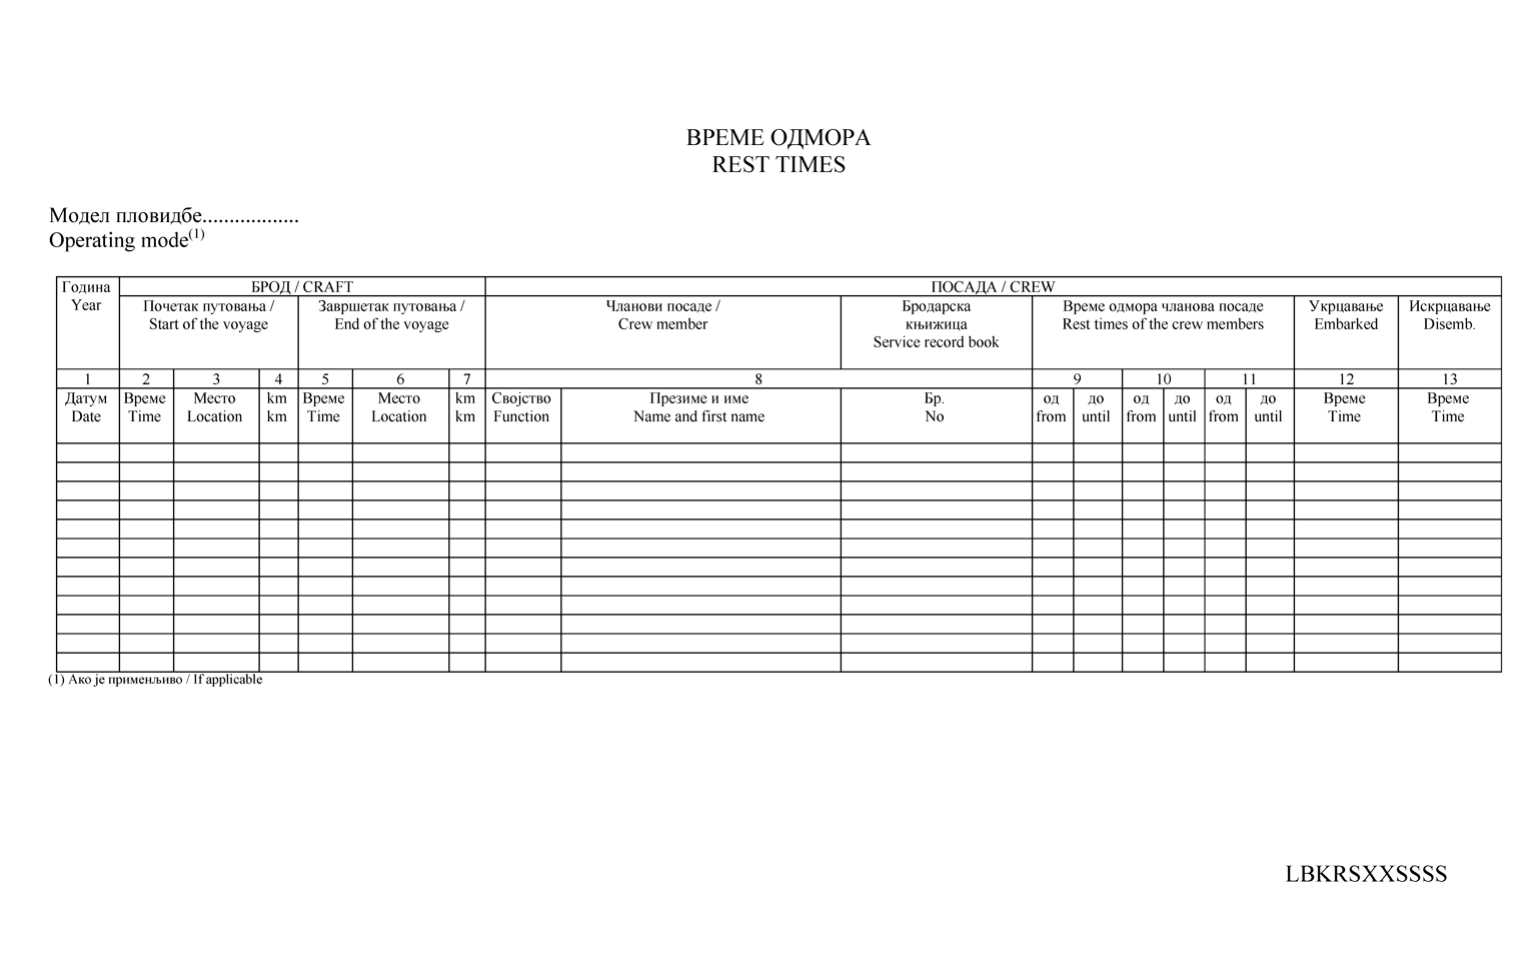 ВРЕМЕ ОДМОРА
REST TIMES
Модел пловидбе..................
Operating mode(1)
Година
Year
БРОД / CRAFT
ПОСАДА / CREW
Почетак путовања /
Start of the voyage
Завршетак путовања /
End of the voyage
Чланови посаде /
Crew member
Бродарска
књижица
Service record book
Време одмора чланова посаде
Rest times of the crew members
Укрцавање
Embarked
Искрцавање
Disemb.
1 2 3 4 5 6 7 8 9 10 11 12 13
Датум Време Место km Време Место km Својство Презиме и име Бр. од до од до од до Време Време
Date Time Location km Time Location km Function Name and first name No from until from until from until Time Time
(1) Ако је применљиво / If applicable
LBKRSXXSSSS